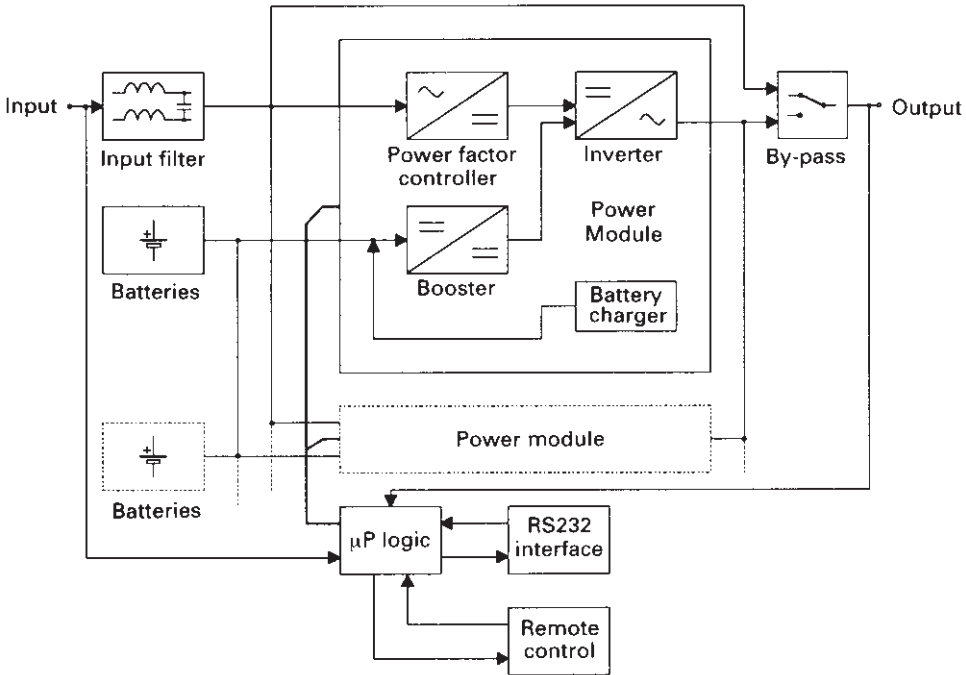 Input
Input filter
Power factor
controller
Inverter
By-pass
Output
Batteries
+
Booster
Power
Module
Battery
charger
Power module
+
Batteries
μP logic
RS232
interface
Remote
control